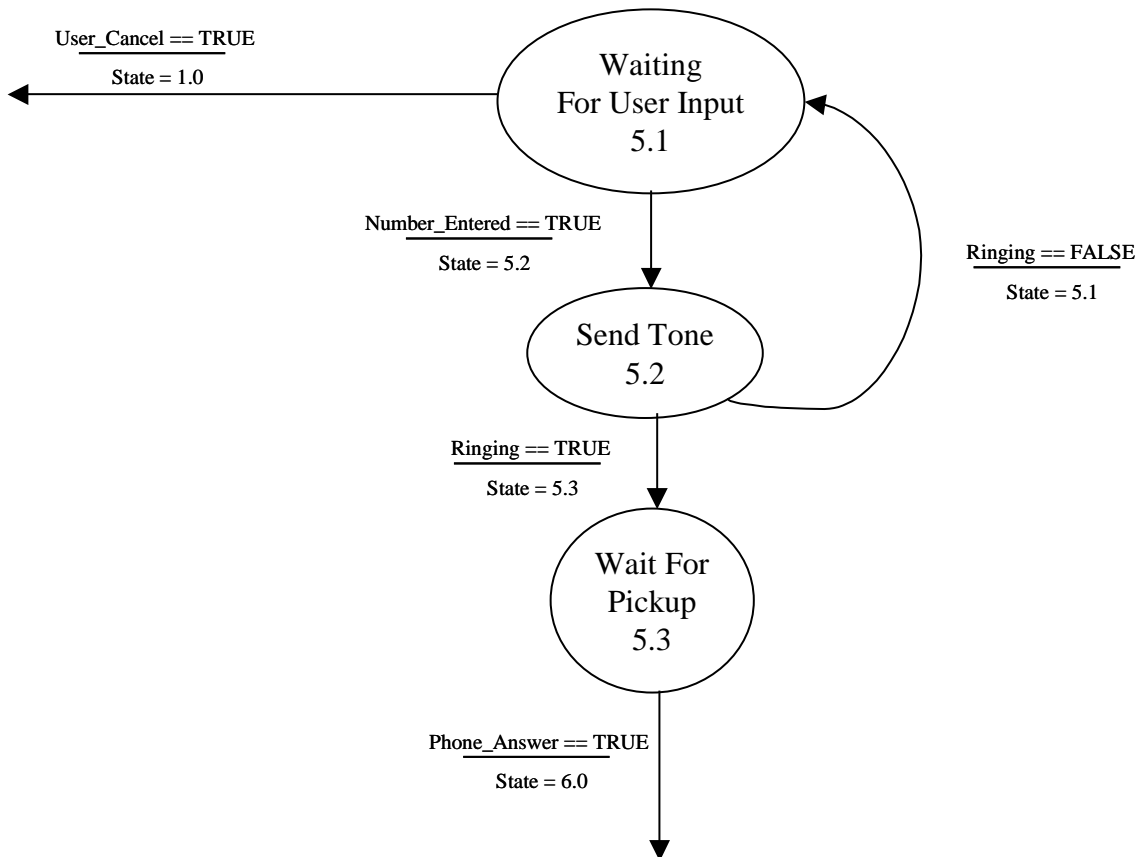 User_Cancel == TRUE
State = 1.0
Waiting
For User Input
5.1
Number_Entered == TRUE
State = 5.2
Ringing == FALSE
State = 5.1
Send Tone
5.2
Ringing == TRUE
State = 5.3
Wait For
Pickup
5.3
Phone_Answer == TRUE
State = 6.0